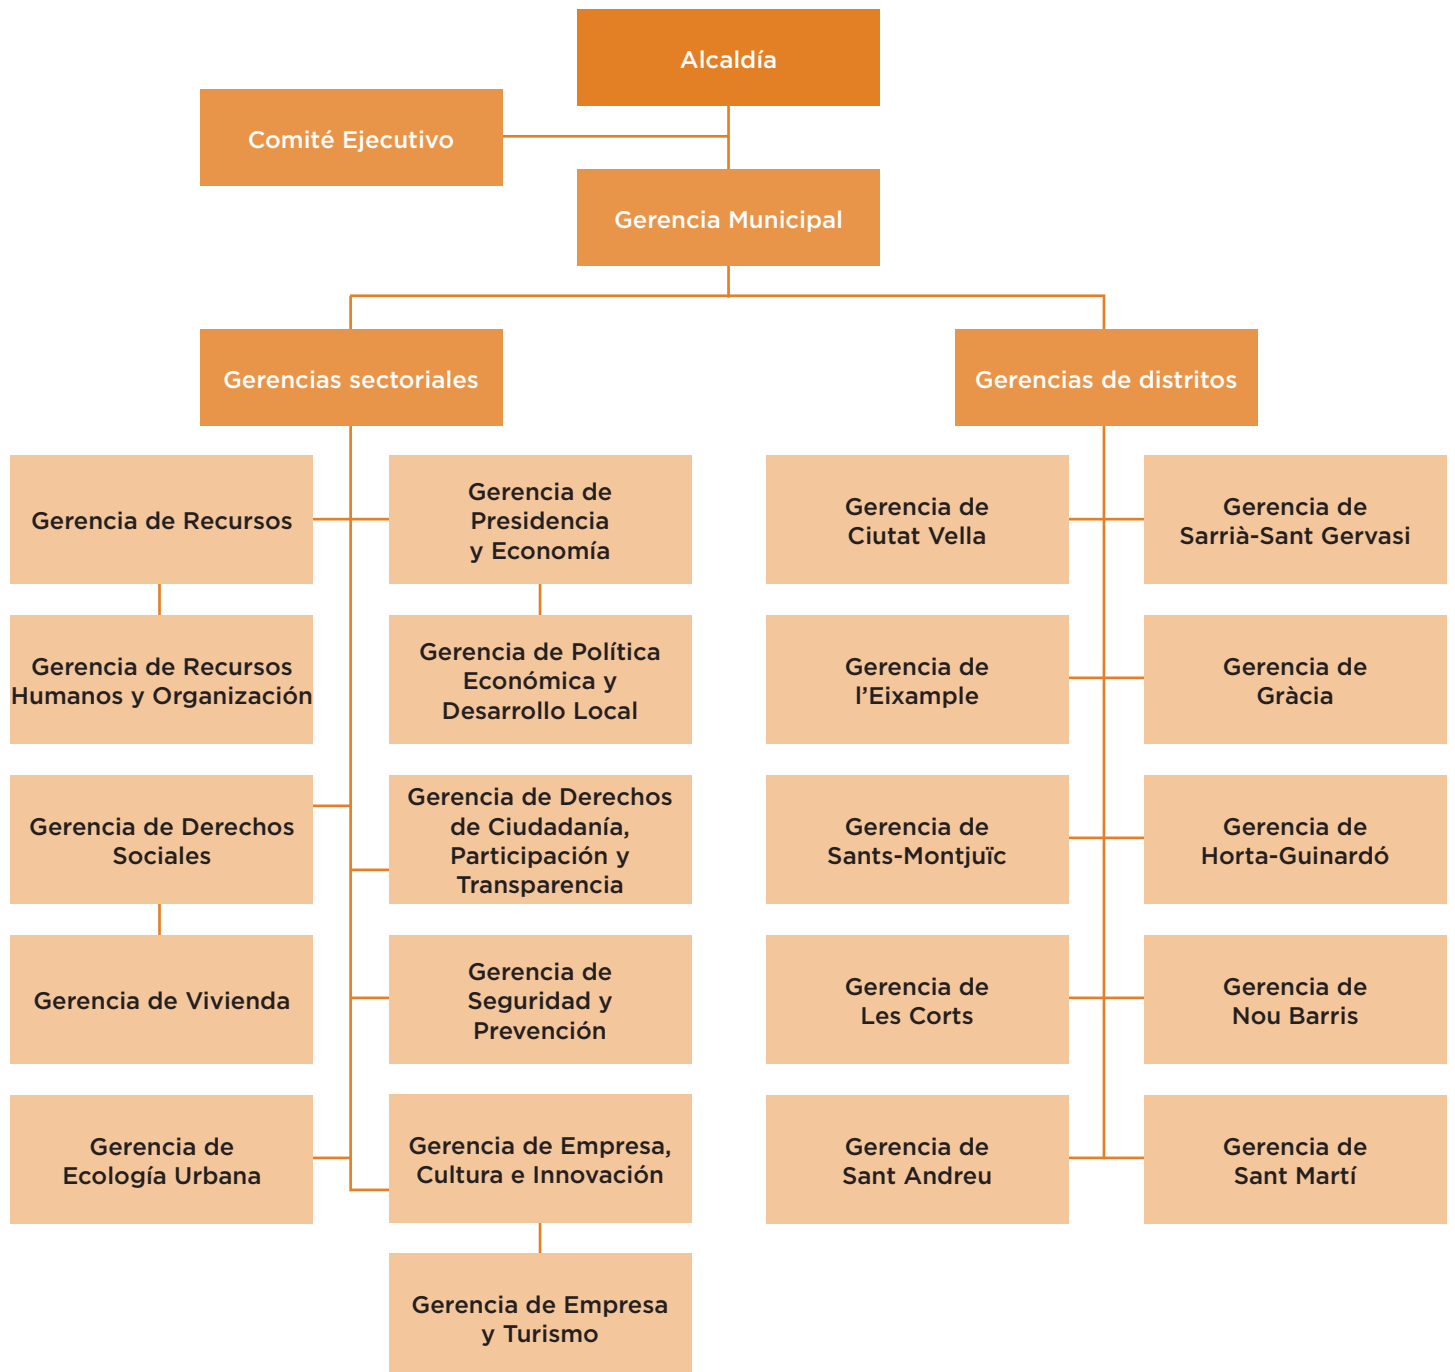 Alcaldía
Comité Ejecutivo
Gerencia Municipal
Gerencias sectoriales
Gerencias de distritos
Gerencia de Recursos
Gerencia de
Presidencia
y Economía
Gerencia de
Ciutat Vella
Gerencia de
Sarrià-Sant Gervasi
Gerencia de Recursos
Humanos y Organización
Gerencia de Política
Económica y
Desarrollo Local
Gerencia de
l’Eixample
Gerencia de
Gràcia
Gerencia de Derechos
Sociales
Gerencia de Derechos
de Ciudadanía,
Participación y
Transparencia
Gerencia de
Sants-Montjuïc
Gerencia de
Horta-Guinardó
Gerencia de Vivienda
Gerencia de
Seguridad y
Prevención
Gerencia de
Les Corts
Gerencia de
Nou Barris
Gerencia de
Ecología Urbana
Gerencia de Empresa,
Cultura e Innovación
Gerencia de
Sant Andreu
Gerencia de
Sant Martí
Gerencia de Empresa
y Turismo